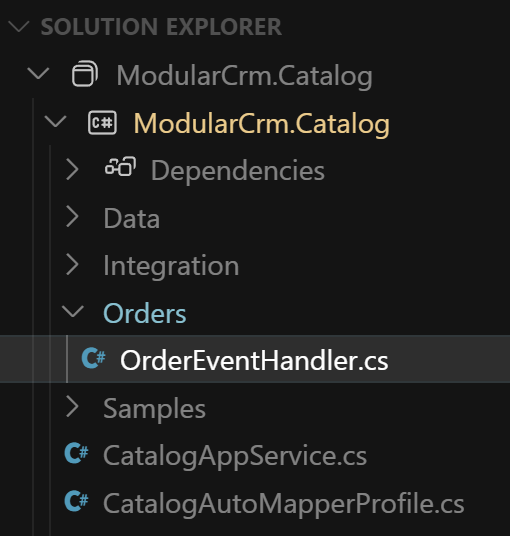 SOLUTION EXPLORER
ModularCrm.Catalog
C# ModularCrm.Catalog
Dependencies
Data
Integration
Orders
C# OrderEventHandler.cs
Samples
C# CatalogAppService.cs
C# CatalogAutoMapperProfile.cs